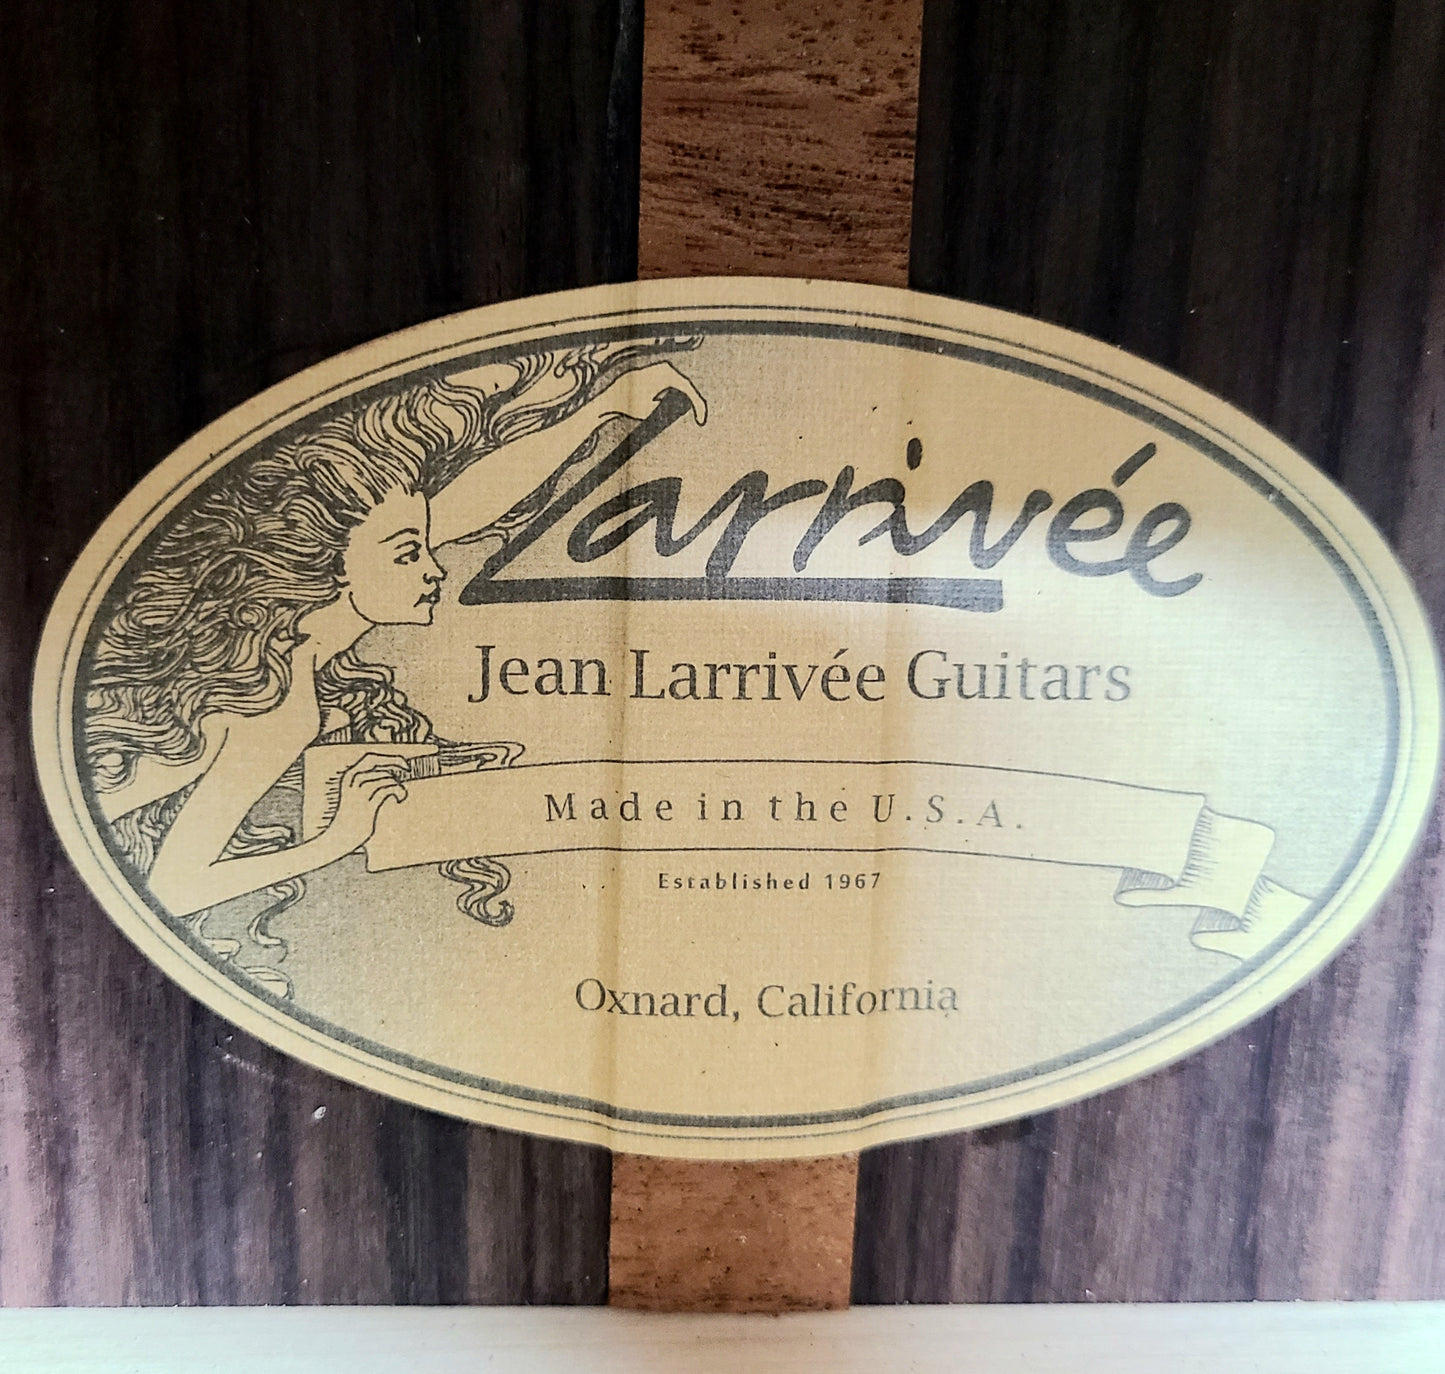 Larrivée
Jean Larrivée Guitars
Made in the U.S.A.
Established 1967
Oxnard, California